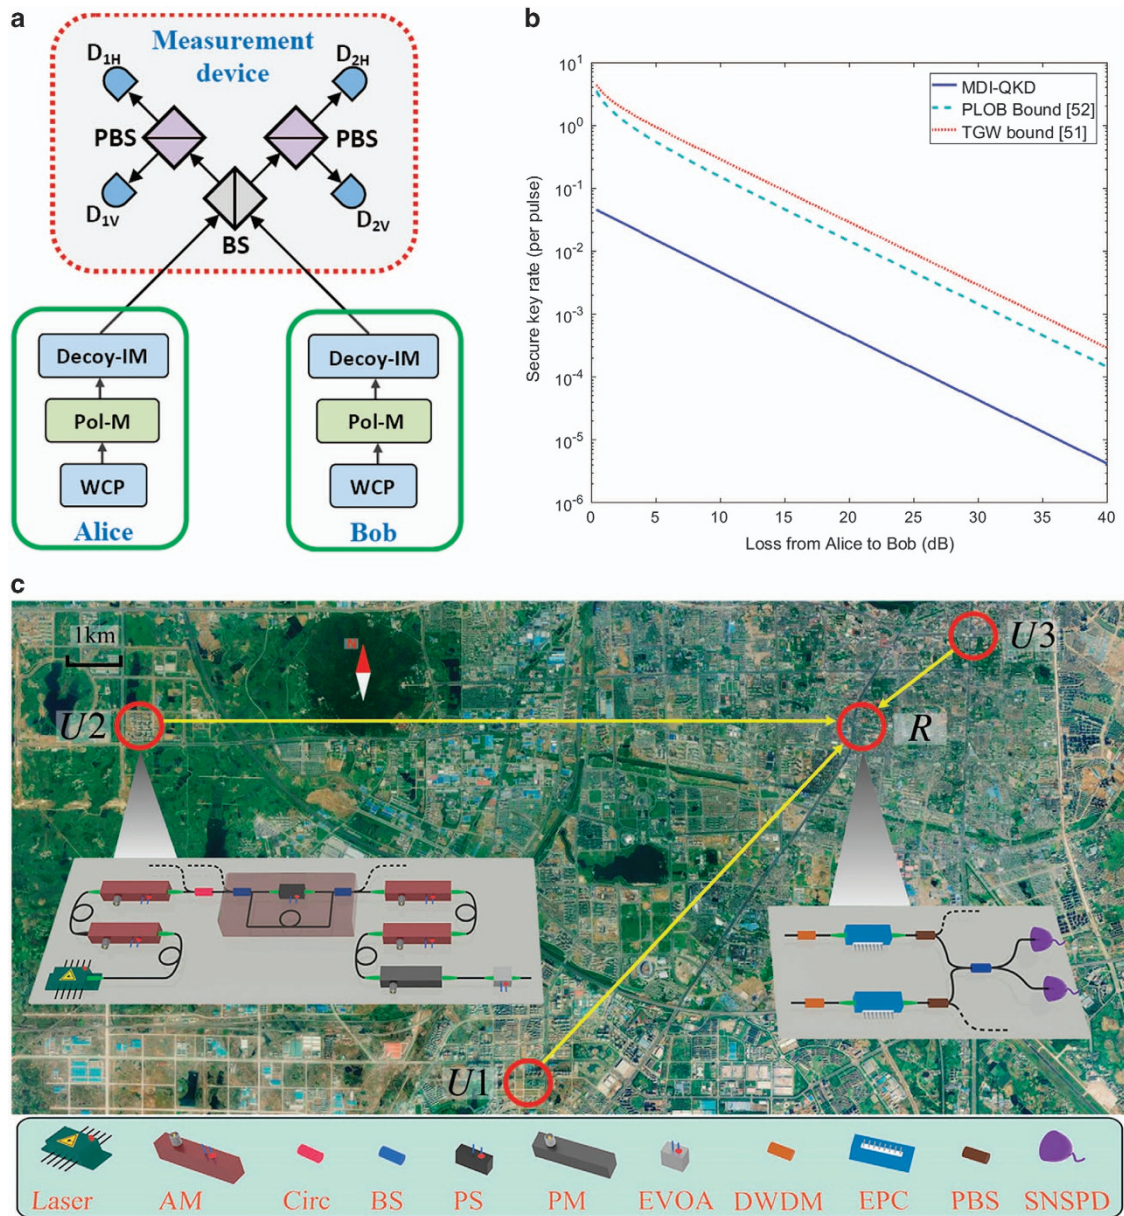 a
Measurement
device
D1H
D2H
PBS
PBS
D1V
D2V
BS
Decoy-IM
Decoy-IM
Pol-M
Pol-M
WCP
WCP
Alice
Bob
b
10^1
10^0
10^-1
10^-2
10^-3
10^-4
10^-5
10^-6
Secure key rate (per pulse)
MDI-QKD
PLOB Bound [52]
TGW bound [51]
0 5 10 15 20 25 30 35 40
Loss from Alice to Bob (dB)
c
1km
U3
U2
R
U1
Laser AM Circ BS PS PM EVOA DWDM EPC PBS SNSPD